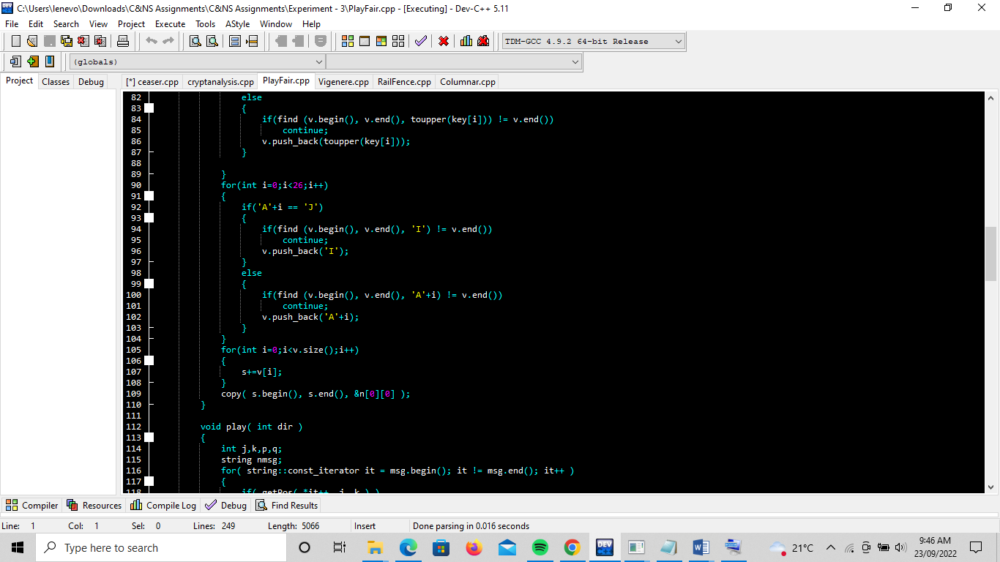 C:\Users\lenevo\Downloads\C&NS Assignments\C&NS Assignments\Experiment - 3\PlayFair.cpp - [Executing] - Dev-C++ 5.11
File Edit Search View Project Execute Tools AStyle Window Help
TDM-GCC 4.9.2 64-bit Release
(globals)
Project Classes Debug [*] ceaser.cpp cryptanalysis.cpp PlayFair.cpp Vigenere.cpp RailFence.cpp Columnar.cpp
82 else
83 {
84 if(find (v.begin(), v.end(), toupper(key[i])) != v.end())
85 continue;
86 v.push_back(toupper(key[i]));
87 }
88
89 }
90 for(int i=0;i<26;i++)
91 {
92 if('A'+i == 'J')
93 {
94 if(find (v.begin(), v.end(), 'I') != v.end())
95 continue;
96 v.push_back('I');
97 }
98 else
99 {
100 if(find (v.begin(), v.end(), 'A'+i) != v.end())
101 continue;
102 v.push_back('A'+i);
103 }
104 }
105 for(int i=0;i<v.size();i++)
106 {
107 s+=v[i];
108 }
109 copy( s.begin(), s.end(), &n[0][0] );
110 }
111
112 void play( int dir )
113 {
114 int j,k,p,q;
115 string nmsg;
116 for( string::const_iterator it = msg.begin(); it != msg.end(); it++ )
117 {
118 if( getPos( *it++, j, k ) )
Compiler Resources Compile Log Debug Find Results
Line: 1 Col: 1 Sel: 0 Lines: 249 Length: 5066 Insert Done parsing in 0.016 seconds
Type here to search
DEV
21°C
9:46 AM
23/09/2022